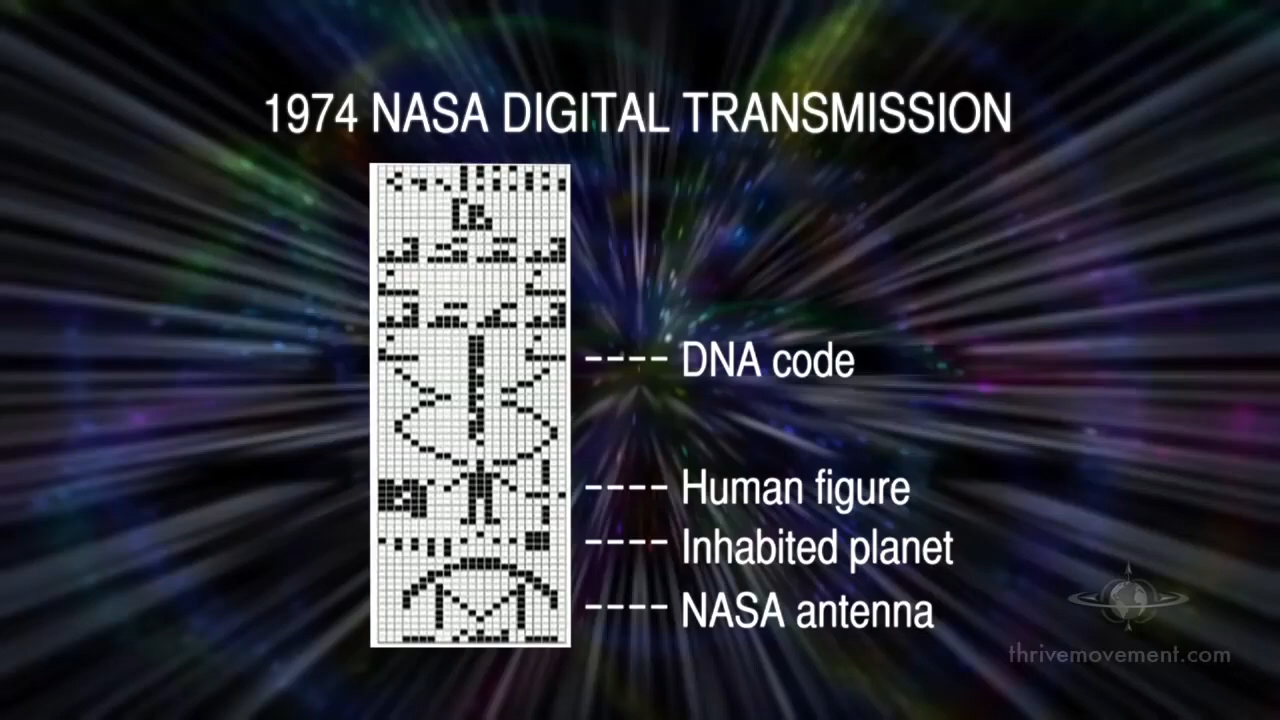 1974 NASA DIGITAL TRANSMISSION
DNA code
Human figure
Inhabited planet
NASA antenna
thrivemovement.com